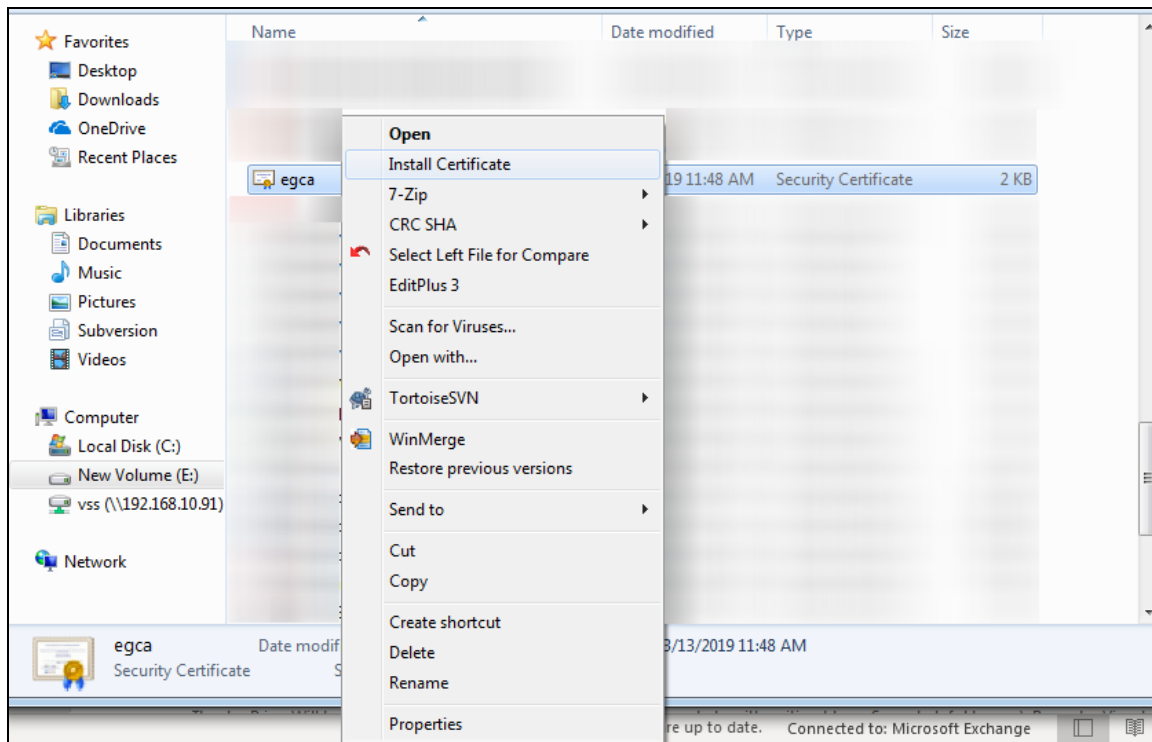 Name Date modified Type Size
Favorites
Desktop
Downloads
OneDrive
Recent Places
Libraries
Documents
Music
Pictures
Subversion
Videos
Computer
Local Disk (C:)
New Volume (E:)
vss (\\192.168.10.91)
Network
egca 19 11:48 AM Security Certificate 2 KB
Open
Install Certificate
7-Zip
CRC SHA
Select Left File for Compare
EditPlus 3
Scan for Viruses...
Open with...
TortoiseSVN
WinMerge
Restore previous versions
Send to
Cut
Copy
Create shortcut
Delete
Rename
Properties
egca Date modif 3/13/2019 11:48 AM
Security Certificate S
re up to date. Connected to: Microsoft Exchange